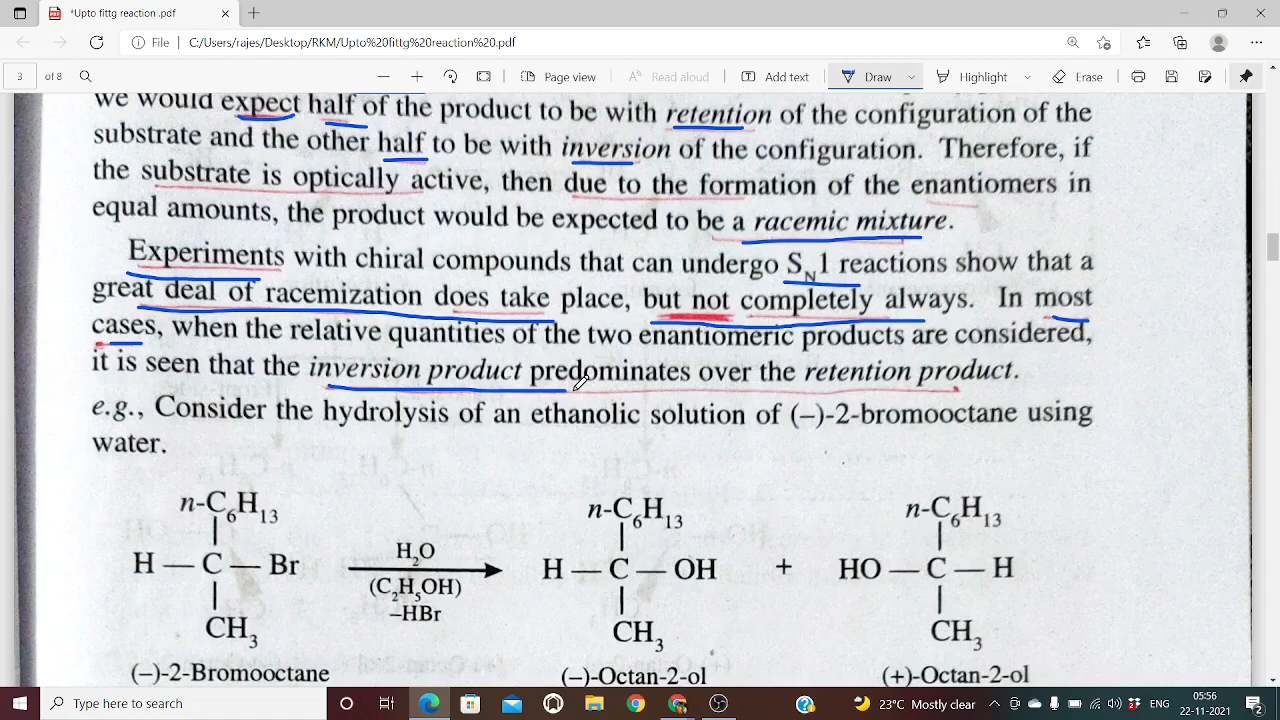 *Upto fittg reaction .pdf
File
C:/Users/rajes/Desktop/RKM/Upto%20fittg%20reaction%20.pdf
3 of 8 Page view Read aloud Add text Draw Highlight Erase
we would expect half of the product to be with retention of the configuration of the
substrate and the other half to be with inversion of the configuration. Therefore, if
the substrate is optically active, then due to the formation of the enantiomers in
equal amounts, the product would be expected to be a racemic mixture.
Experiments with chiral compounds that can undergo SN1 reactions show that a
great deal of racemization does take place, but not completely always. In most
cases, when the relative quantities of the two enantiomeric products are considered,
it is seen that the inversion product predominates over the retention product.
e.g., Consider the hydrolysis of an ethanolic solution of (–)-2-bromooctane using
water.
n-C6H13 n-C6H13 n-C6H13
H — C — Br H2O H — C — OH + HO — C — H
(C2H5OH)
–HBr
CH3 CH3 CH3
(–)-2-Bromooctane (–)-Octan-2-ol (+)-Octan-2-ol
Type here to search
23°C Mostly clear
ENG
05:56
22-11-2021
2